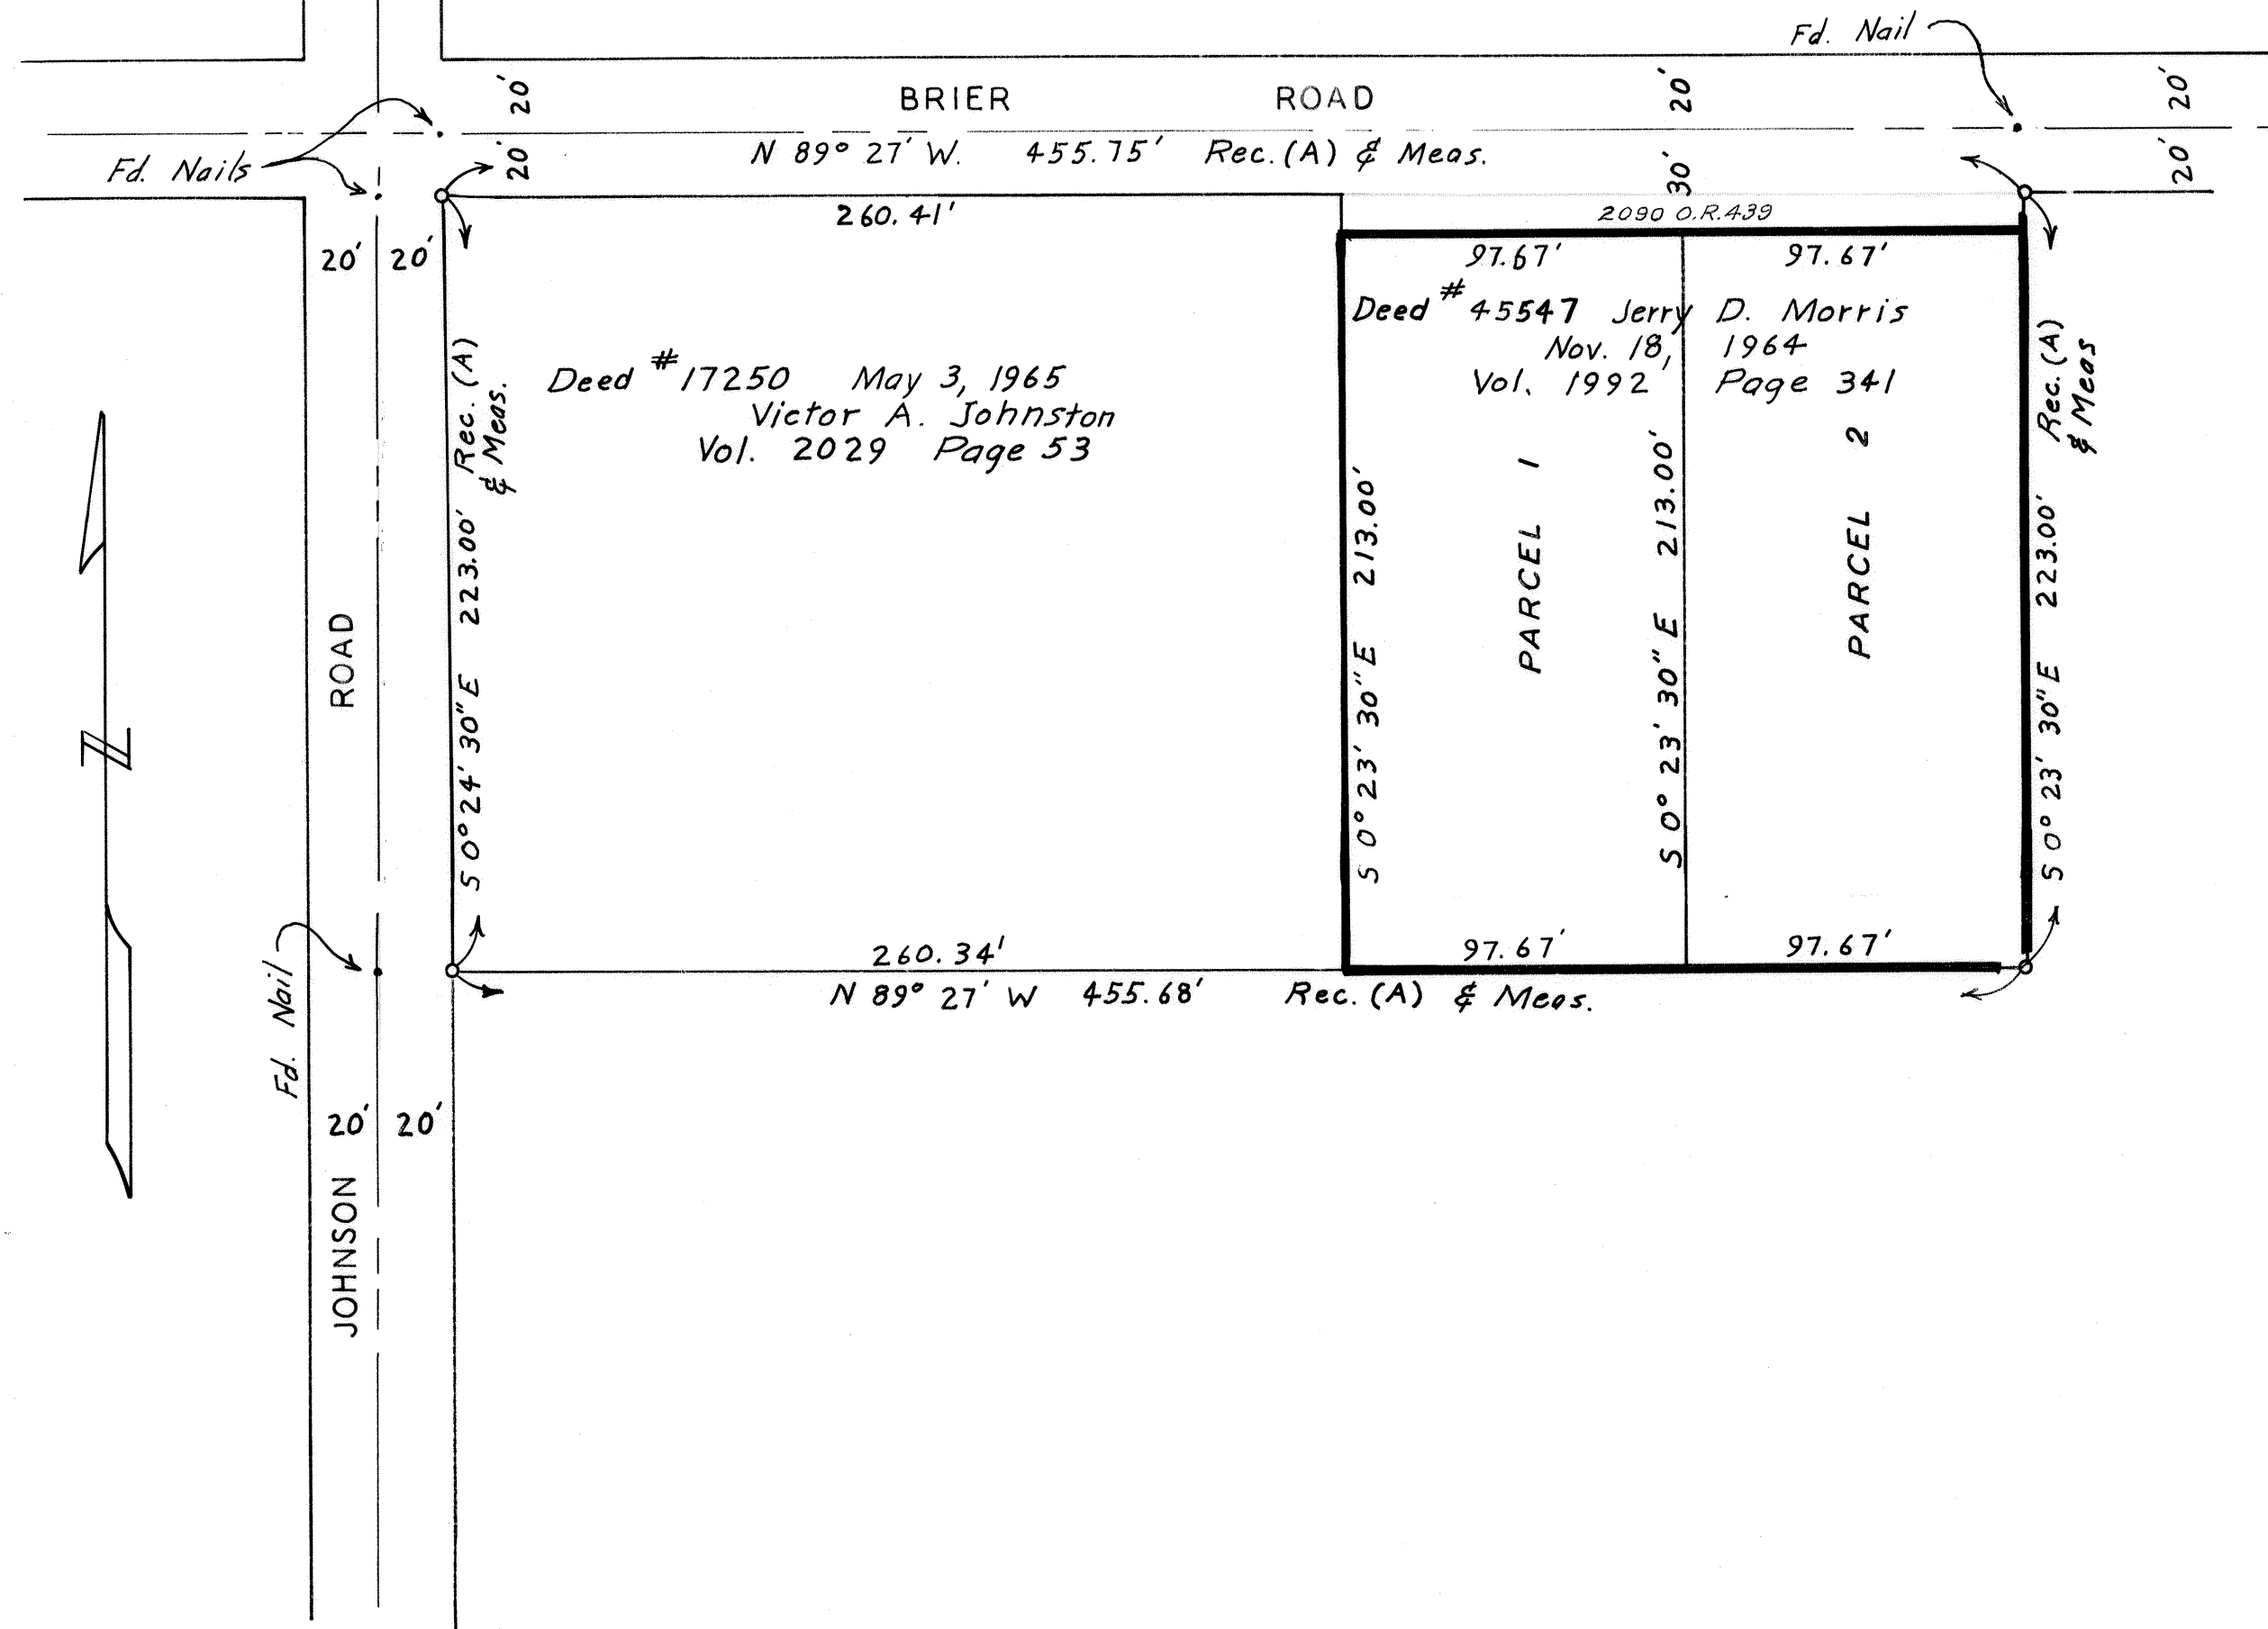 Fd. Nail
BRIER ROAD
20' 20' 20'
N 89° 27' W. 455.75' Rec. (A) & Meas.
20' 30' 20'
Fd. Nails
260.41'
2090 O.R. 439
20' 20'
97.67' 97.67'
Deed #45547 Jerry D. Morris
Nov. 18, 1964
Vol. 1992, Page 341
Deed #17250 May 3, 1965
Victor A. Johnston
Vol. 2029 Page 53
S 0° 24' 30" E 223.00' Rec. (A)
& Meas.
S 0° 23' 30" E 213.00'
PARCEL 1
S 0° 23' 30" E 213.00'
PARCEL 2
S 0° 23' 30" E 223.00' Rec. (A)
& Meas
N
JOHNSON ROAD
Fd. Nail
260.34' 97.67' 97.67'
N 89° 27' W 455.68' Rec. (A) & Meas.
20' 20'